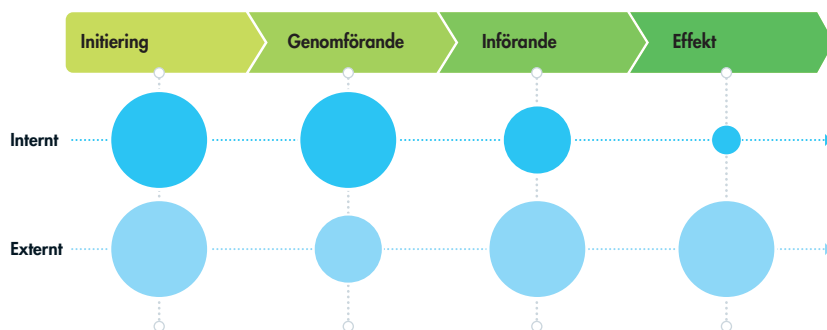 Initiering
Genomförande
Införande
Effekt
Internt
Externt